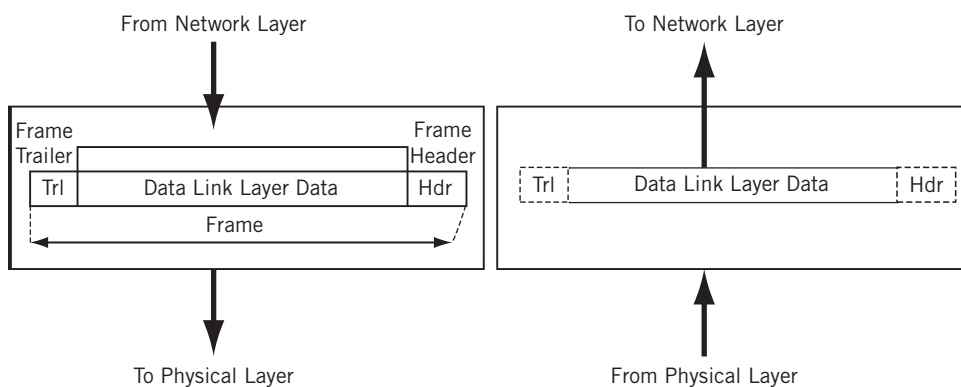 From Network Layer
To Network Layer
Frame Trailer
Frame Header
Trl
Data Link Layer Data
Hdr
Frame
Trl
Data Link Layer Data
Hdr
To Physical Layer
From Physical Layer